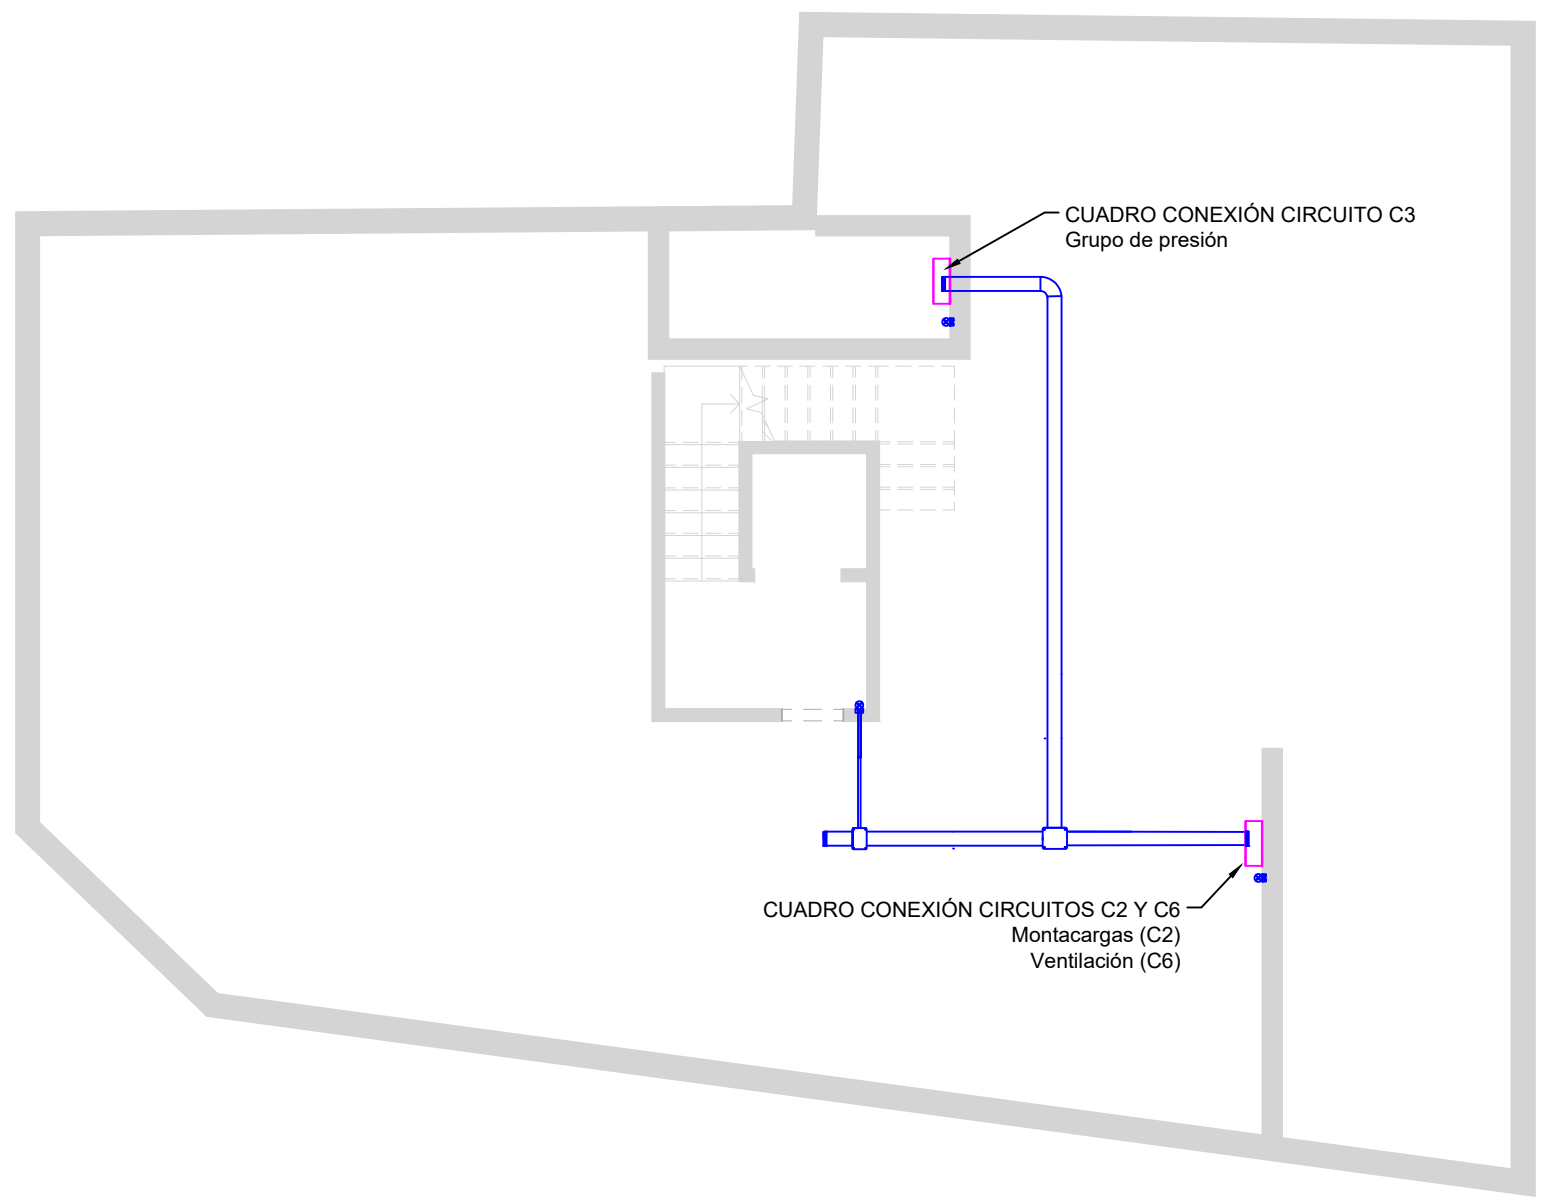 CUADRO CONEXIÓN CIRCUITO C3
Grupo de presión
CUADRO CONEXIÓN CIRCUITOS C2 Y C6
Montacargas (C2)
Ventilación (C6)